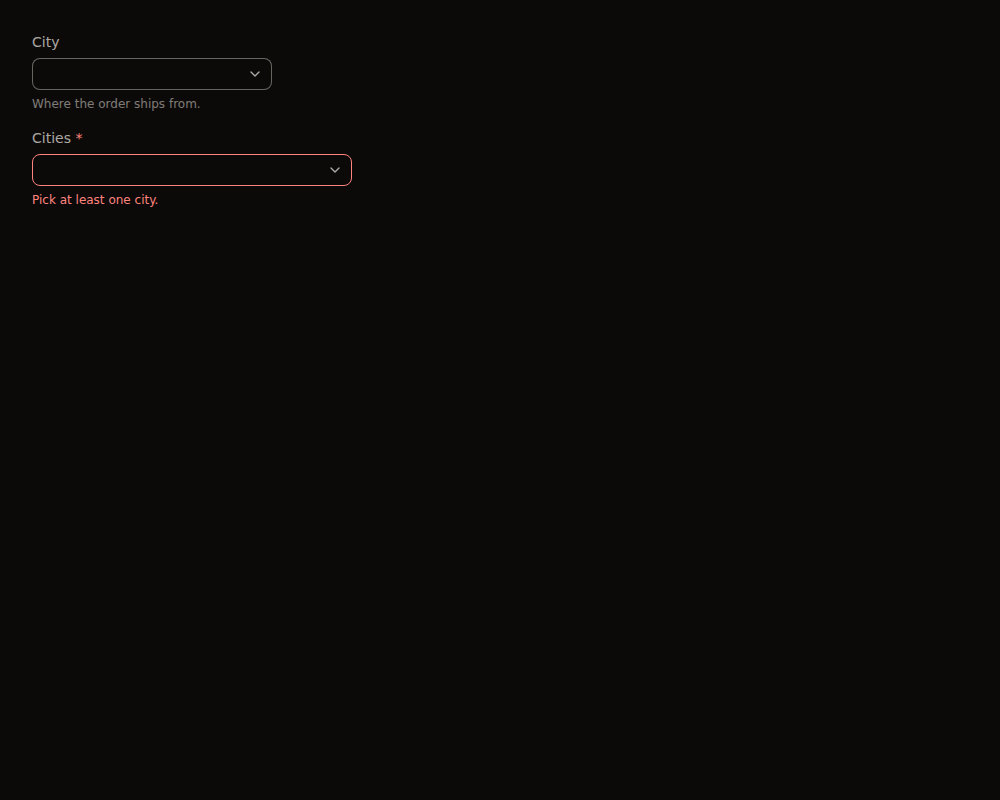 City
Where the order ships from.
Cities *
Pick at least one city.